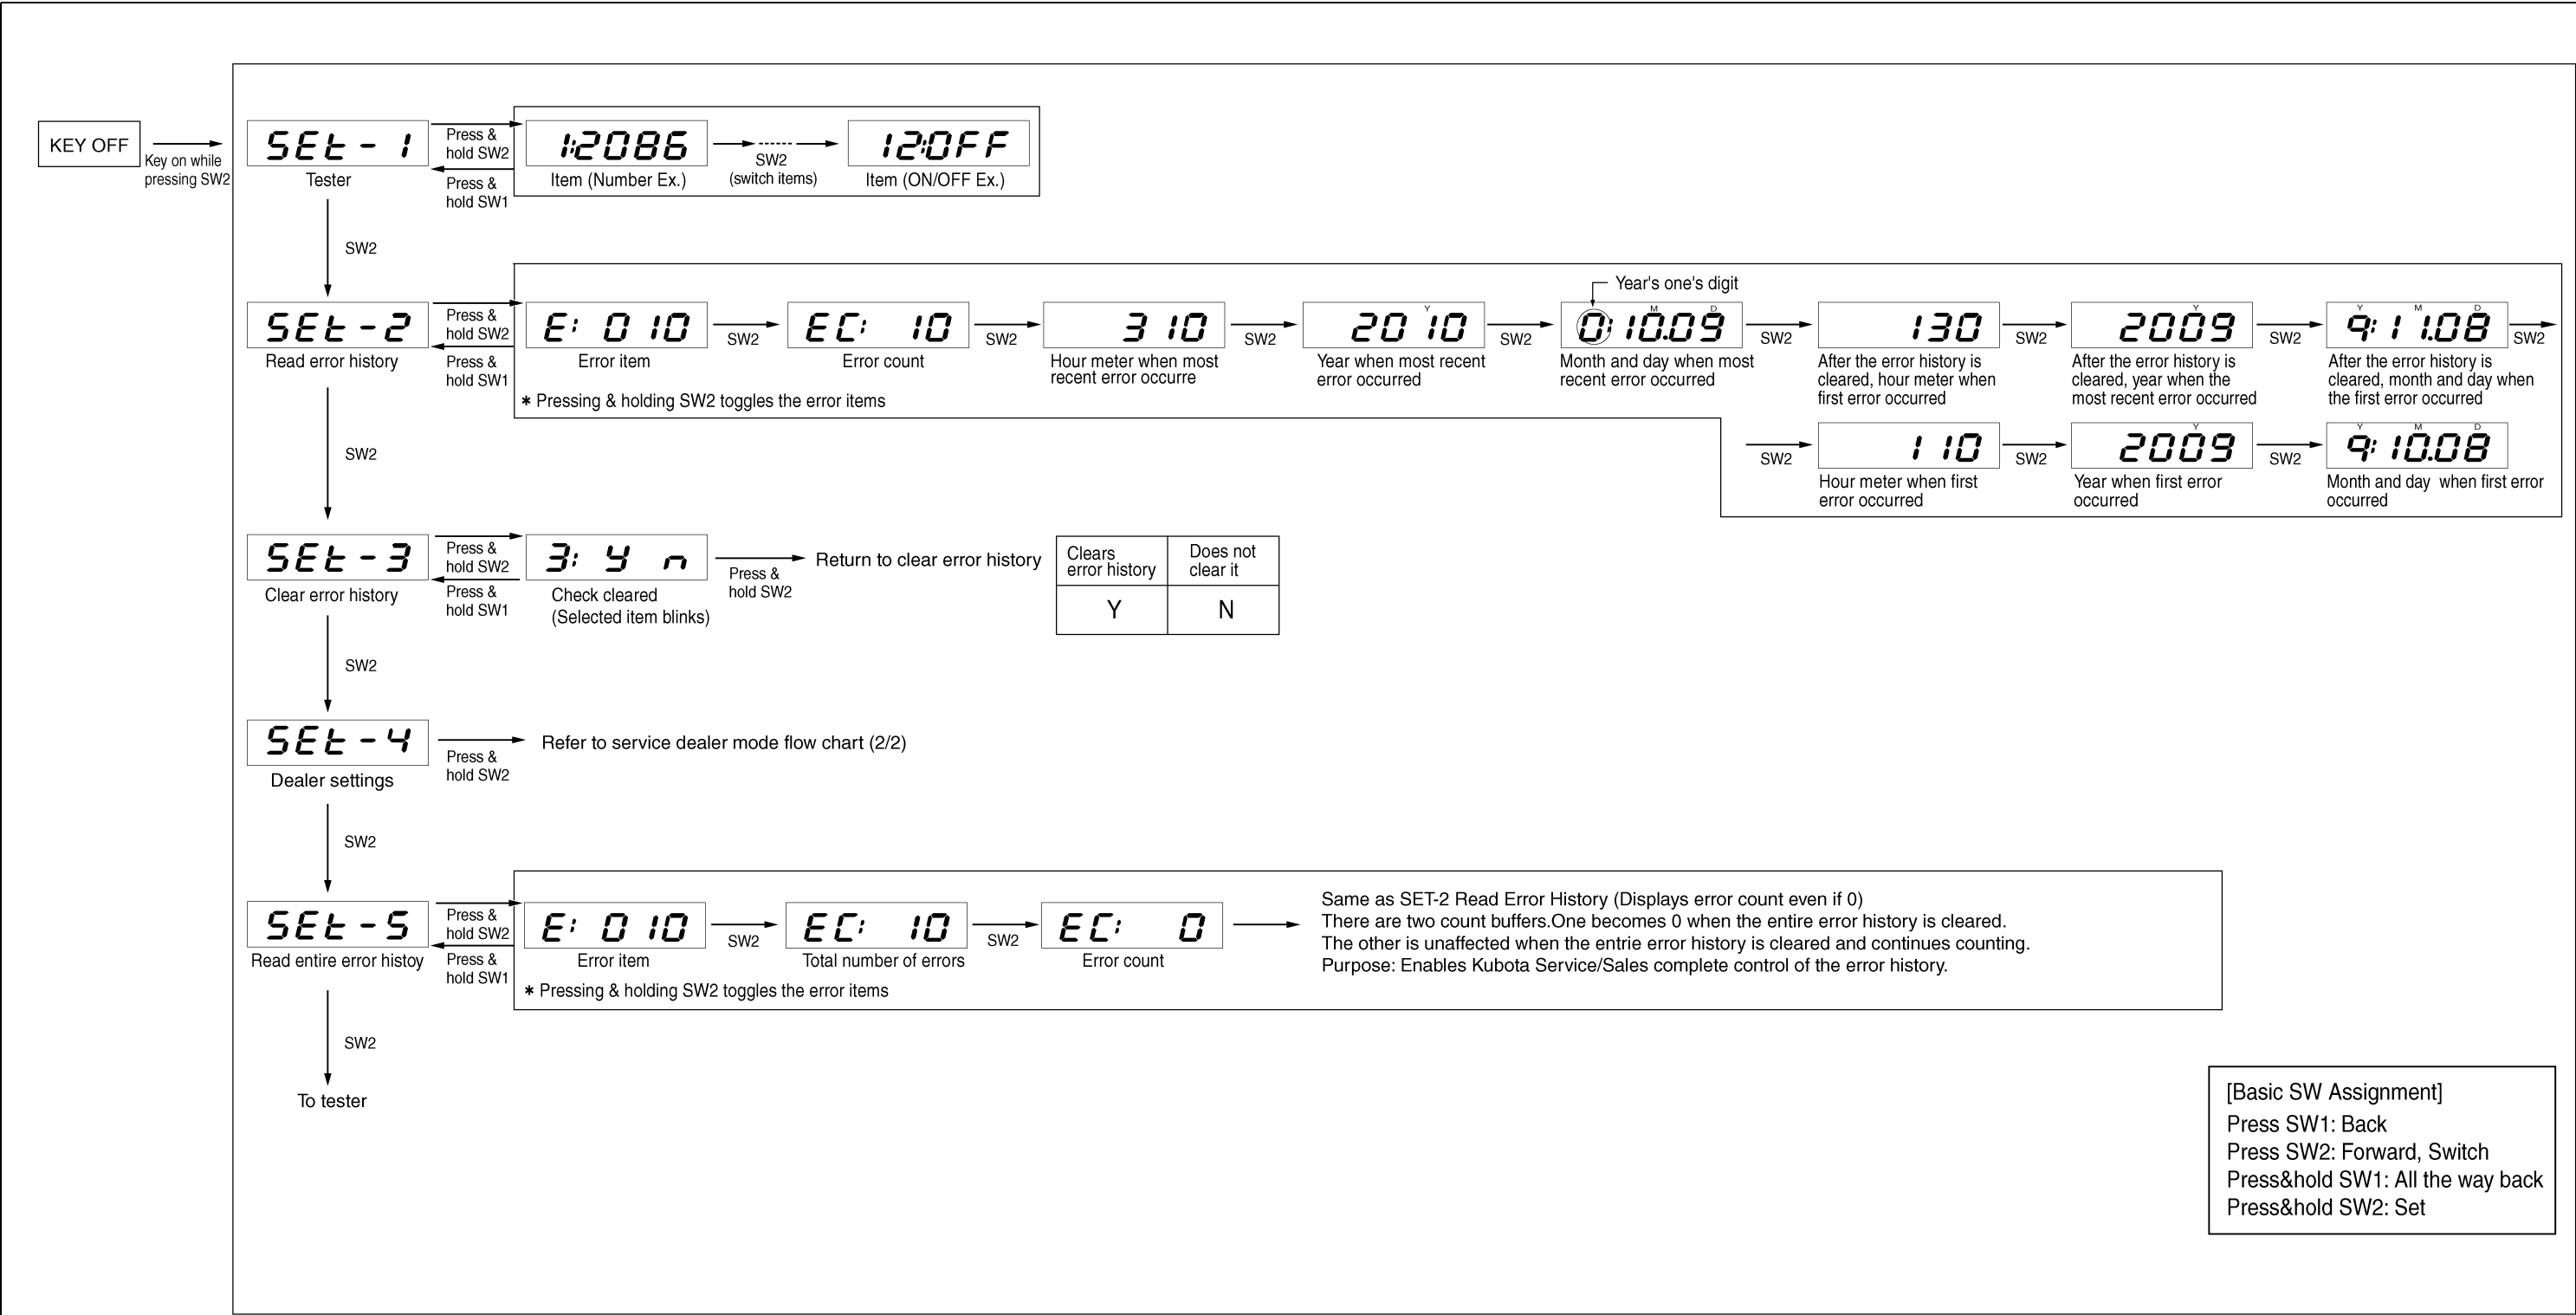 KEY OFF
Key on while
pressing SW2
SEt-1
Tester
Press &
hold SW2
Press &
hold SW1
1:2086
Item (Number Ex.)
SW2
(switch items)
12:OFF
Item (ON/OFF Ex.)
SW2
SEt-2
Read error history
Press &
hold SW2
Press &
hold SW1
E: 010
Error item
SW2
EC: 10
Error count
SW2
310
Hour meter when most
recent error occurre
SW2
Y
2010
Year when most recent
error occurred
SW2
Year's one's digit
M D
0:10.09
Month and day when most
recent error occurred
SW2
130
After the error history is
cleared, hour meter when
first error occurred
SW2
Y
2009
After the error history is
cleared, year when the
most recent error occurred
SW2
Y M D
9:11.08
After the error history is
cleared, month and day when
the first error occurred
SW2
∗ Pressing & holding SW2 toggles the error items
SW2
110
Hour meter when first
error occurred
SW2
Y
2009
Year when first error
occurred
SW2
Y M D
9:10.08
Month and day when first error
occurred
SW2
SEt-3
Clear error history
Press &
hold SW2
Press &
hold SW1
3: Y n
Check cleared
(Selected item blinks)
Press &
hold SW2
Return to clear error history
Clears
error history
Does not
clear it
Y
N
SW2
SEt-4
Dealer settings
Press &
hold SW2
Refer to service dealer mode flow chart (2/2)
SW2
SEt-5
Read entire error histoy
Press &
hold SW2
Press &
hold SW1
E: 010
Error item
SW2
EC: 10
Total number of errors
SW2
EC: 0
Error count
Same as SET-2 Read Error History (Displays error count even if 0)
There are two count buffers.One becomes 0 when the entire error history is cleared.
The other is unaffected when the entrie error history is cleared and continues counting.
Purpose: Enables Kubota Service/Sales complete control of the error history.
∗ Pressing & holding SW2 toggles the error items
SW2
To tester
[Basic SW Assignment]
Press SW1: Back
Press SW2: Forward, Switch
Press&hold SW1: All the way back
Press&hold SW2: Set